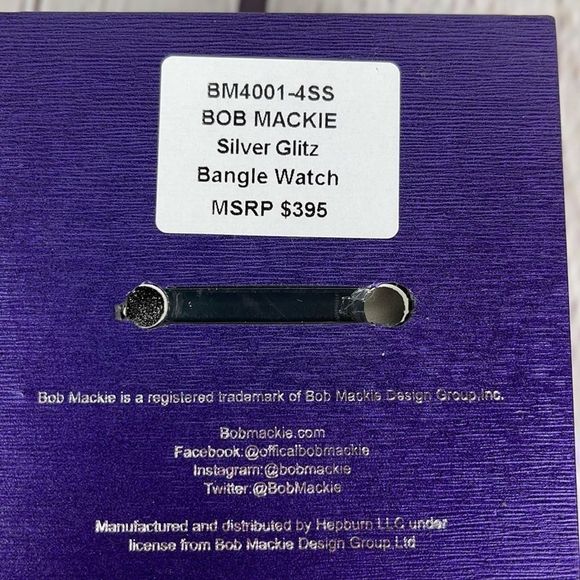 BM4001-4SS
BOB MACKIE
Silver Glitz
Bangle Watch
MSRP $395
Bob Mackie is a registered trademark of Bob Mackie Design Group,Inc.
Bobmackie.com
Facebook:@officalbobmackie
Instagram:@bobmackie
Twitter:@BobMackie
Manufactured and distributed by Hepburn LLC under
license from Bob Mackie Design Group,Ltd